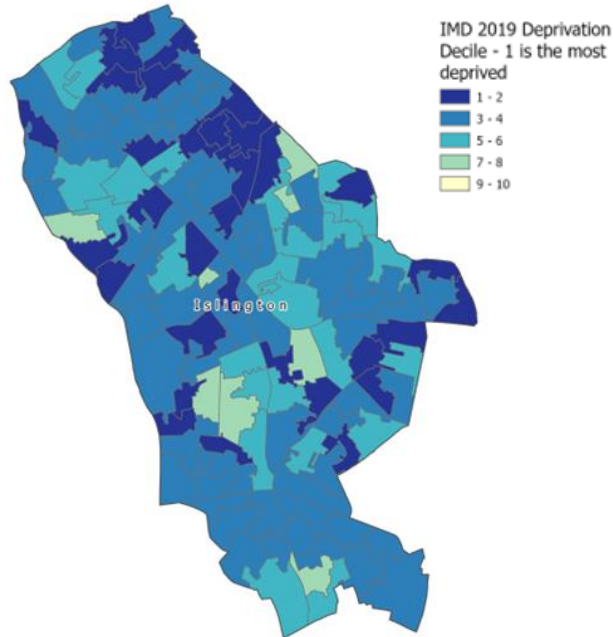 IMD 2019 Deprivation
Decile - 1 is the most
deprived
1 - 2
3 - 4
5 - 6
7 - 8
9 - 10
Islington